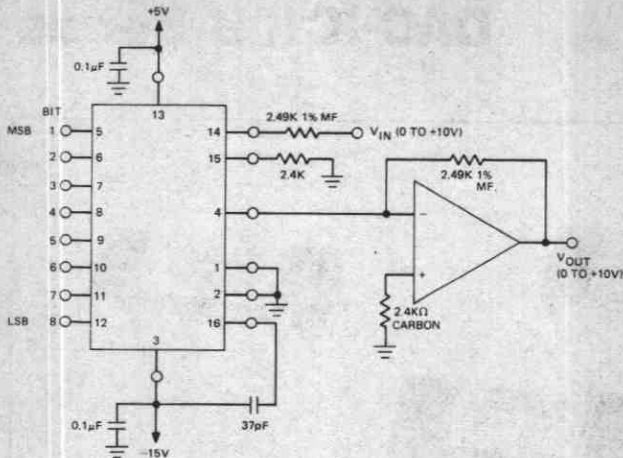 +5V
0.1µF
13
BIT
MSB 1 5
2 6
3 7
4 8
5 9
6 10
7 11
LSB 8 12
14 2.49K 1% MF VIN (0 TO +10V)
15
2.4K
4
1
2
16
3
2.49K 1%
MF.
−
+
VOUT
(0 TO +10V)
2.4KΩ
CARBON
0.1µF
37pF
−15V